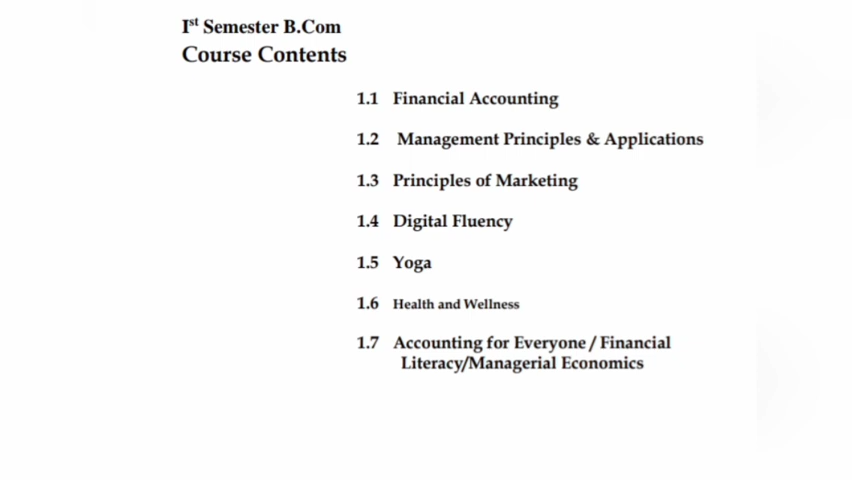 Ist Semester B.Com
Course Contents
1.1 Financial Accounting
1.2 Management Principles & Applications
1.3 Principles of Marketing
1.4 Digital Fluency
1.5 Yoga
1.6 Health and Wellness
1.7 Accounting for Everyone / Financial
Literacy/Managerial Economics